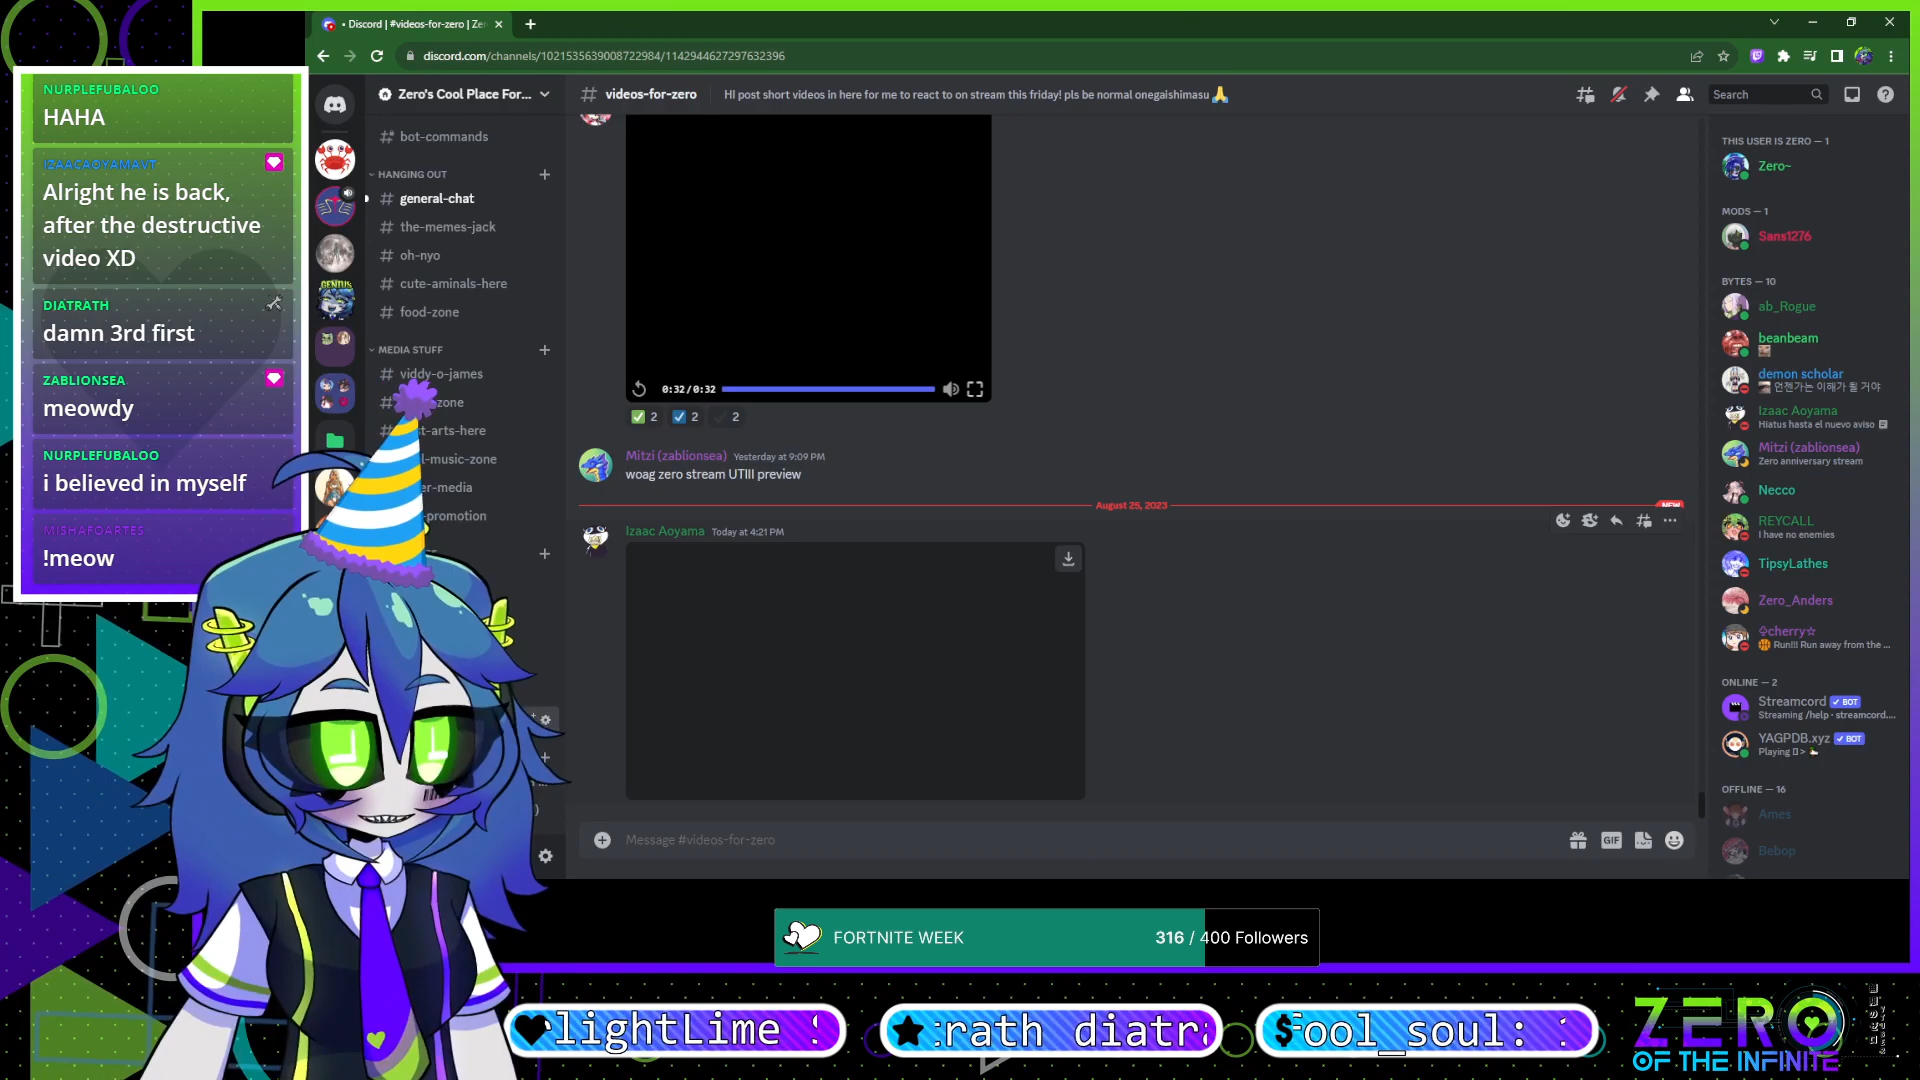 • Discord | #videos-for-zero | Ze
discord.com/channels/1021535639008722984/1142944627297632396
NURPLEFUBALOO
HAHA
IZAACAOYAMAVT
Alright he is back,
after the destructive
video XD
DIATRATH
damn 3rd first
ZABLIONSEA
meowdy
NURPLEFUBALOO
i believed in myself
MISHAFOARTES
!meow
Zero's Cool Place For...
bot-commands
HANGING OUT
general-chat
the-memes-jack
oh-nyo
cute-aminals-here
food-zone
MEDIA STUFF
viddy-o-james
zone
st-arts-here
l-music-zone
er-media
-promotion
GENIUS
# videos-for-zero
HI post short videos in here for me to react to on stream this friday! pls be normal onegaishimasu 🙏
Search
0:32/0:32
✅ 2 ☑️ 2 ✔️ 2
Mitzi (zablionsea) Yesterday at 9:09 PM
woag zero stream UTIII preview
August 25, 2023
NEW
Izaac Aoyama Today at 4:21 PM
Message #videos-for-zero
GIF
THIS USER IS ZERO — 1
Zero~
MODS — 1
Sans1276
BYTES — 10
ab_Rogue
beanbeam
demon scholar
언젠가는 이해가 될 거야
Izaac Aoyama
Hiatus hasta el nuevo aviso
Mitzi (zablionsea)
Zero anniversary stream
Necco
REYCALL
I have no enemies
TipsyLathes
Zero_Anders
♤cherry☆
Run!!! Run away from the ...
ONLINE — 2
Streamcord ✓ BOT
Streaming /help · streamcord....
YAGPDB.xyz ✓ BOT
Playing
OFFLINE — 16
Ames
Bebop
FORTNITE WEEK
316 / 400 Followers
rlightLime
rath diatr
ool_soul:
ZERO
OF THE INFINITE